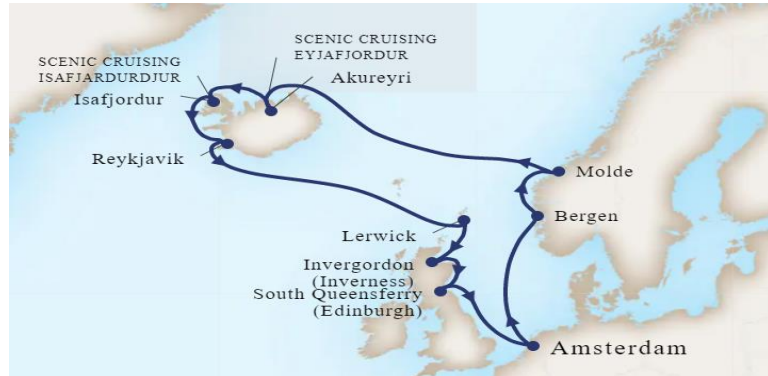 SCENIC CRUISING
EYJAFJORDUR
Akureyri
SCENIC CRUISING
ISAFJARDURDJUR
Isafjordur
Reykjavik
Molde
Bergen
Lerwick
Invergordon
(Inverness)
South Queensferry
(Edinburgh)
Amsterdam